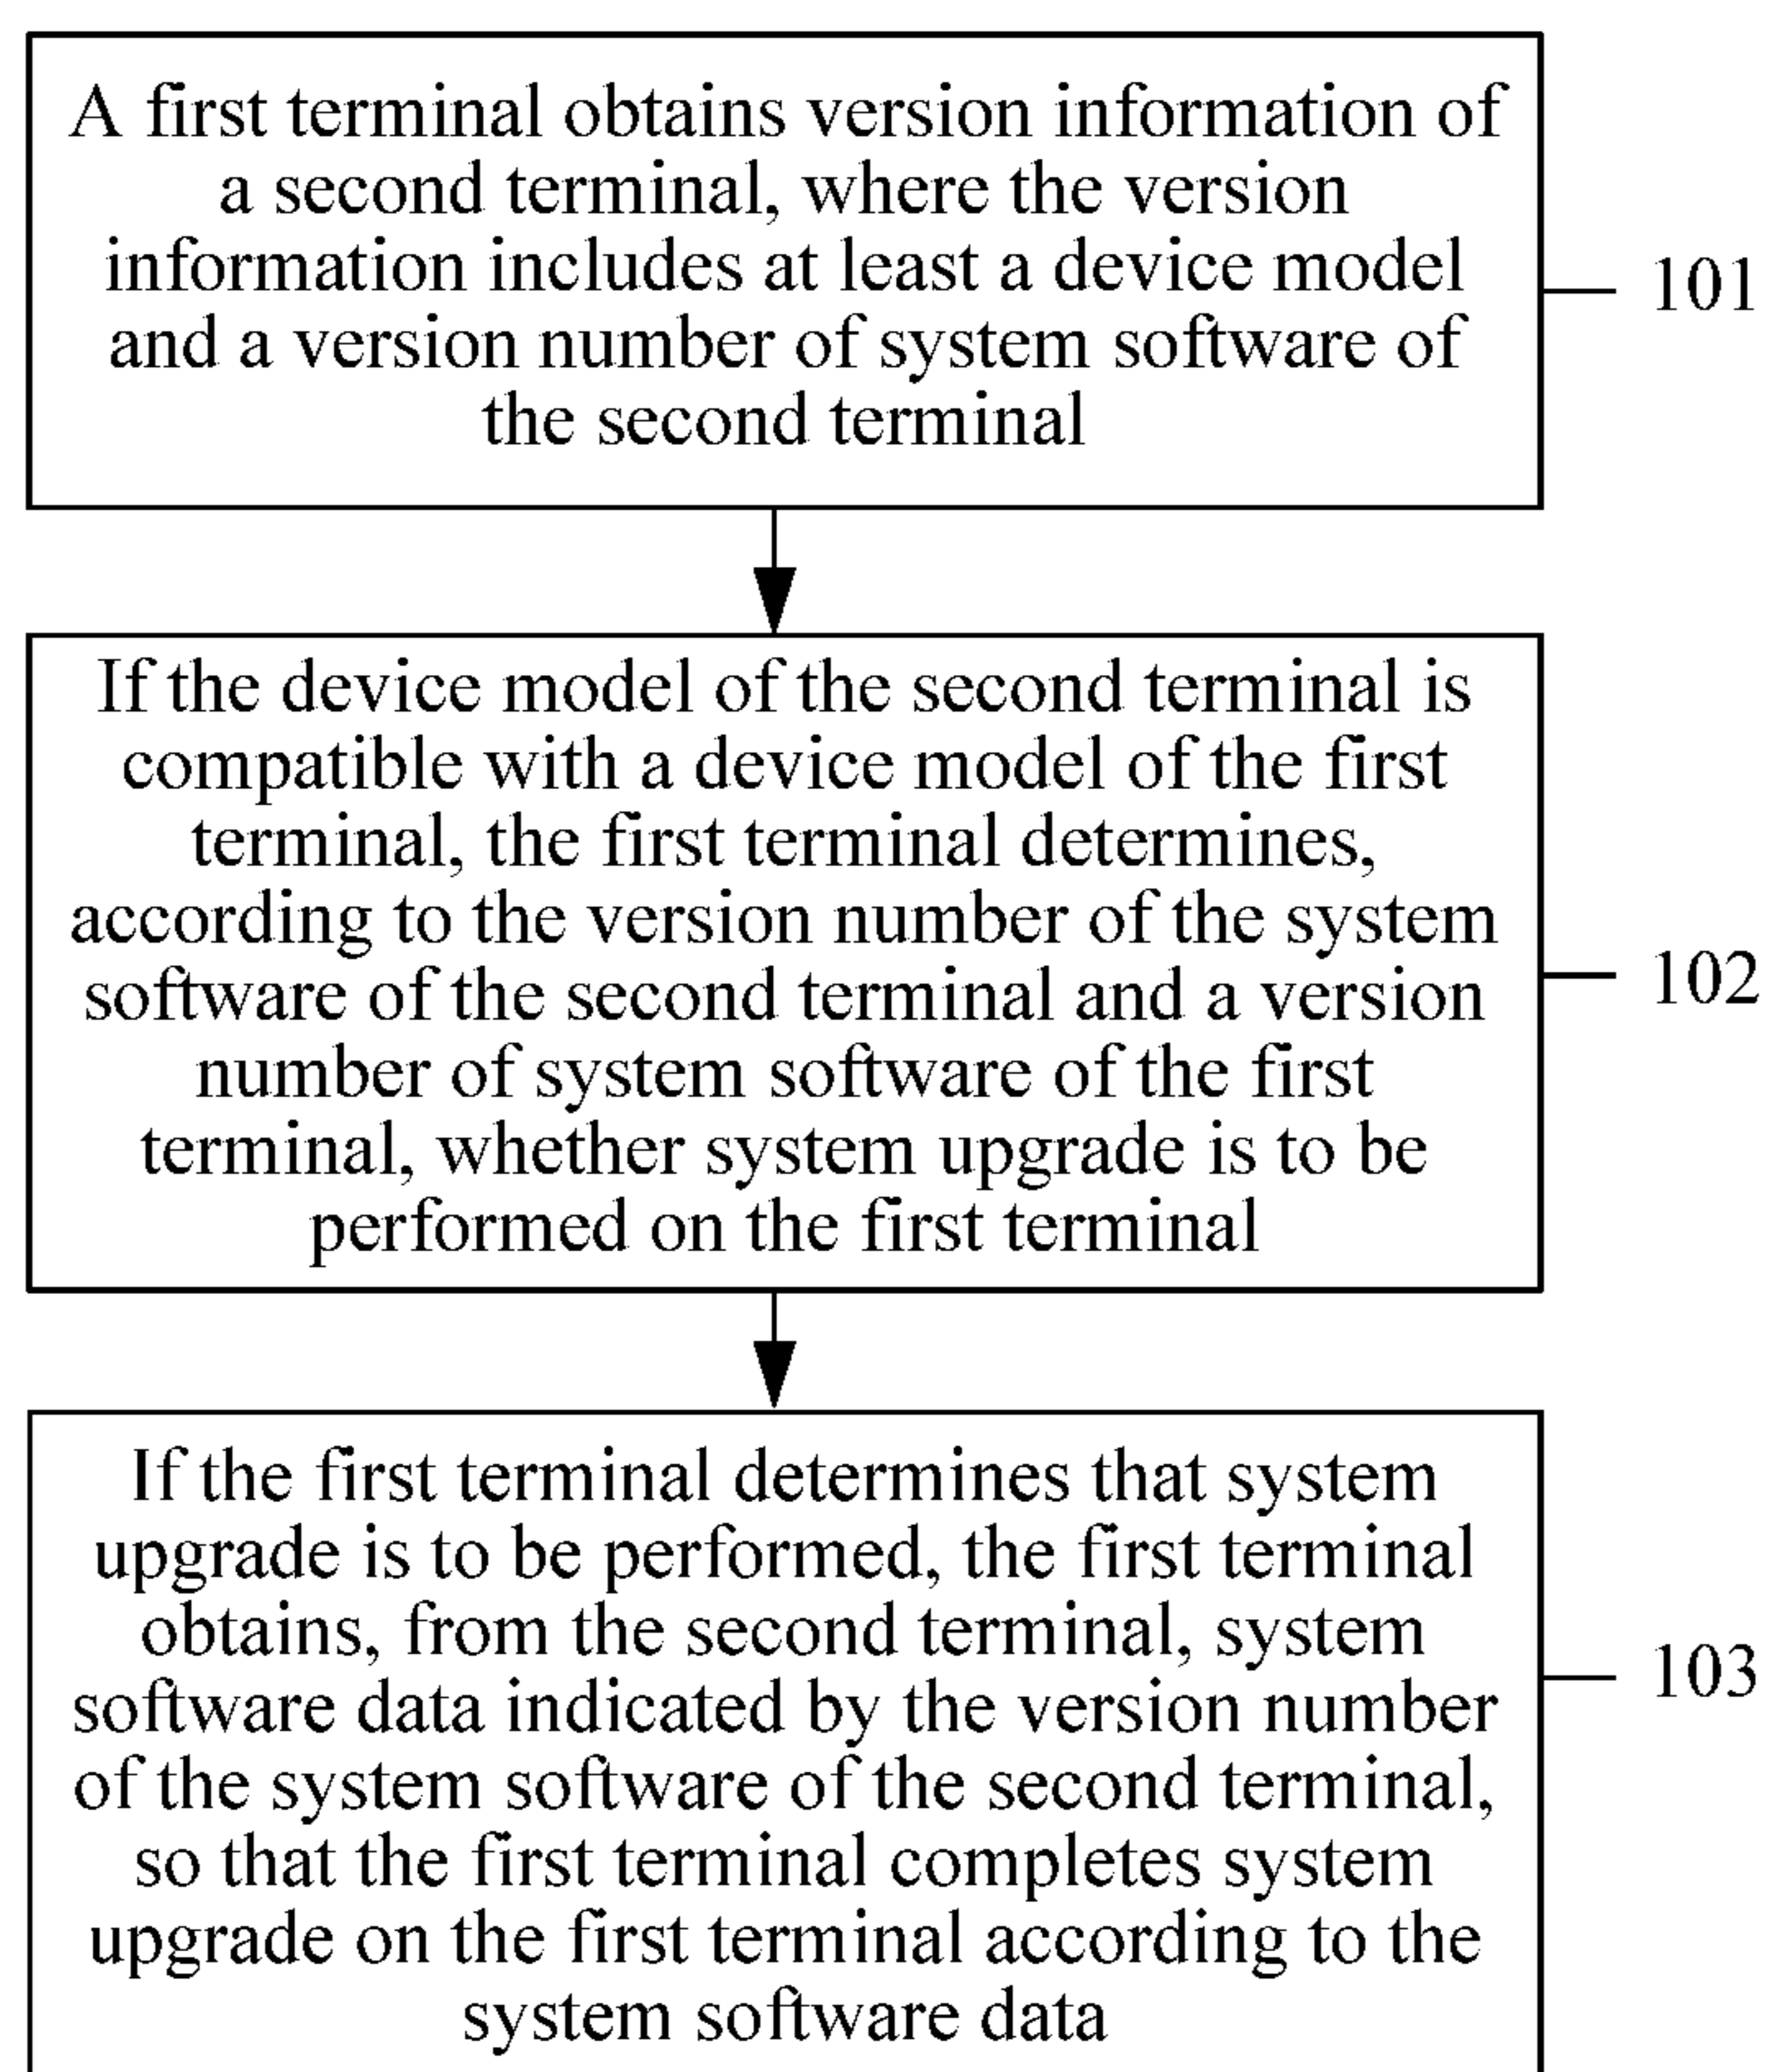 A first terminal obtains version information of
a second terminal, where the version
information includes at least a device model
and a version number of system software of
the second terminal
101
If the device model of the second terminal is
compatible with a device model of the first
terminal, the first terminal determines,
according to the version number of the system
software of the second terminal and a version
number of system software of the first
terminal, whether system upgrade is to be
performed on the first terminal
102
If the first terminal determines that system
upgrade is to be performed, the first terminal
obtains, from the second terminal, system
software data indicated by the version number
of the system software of the second terminal,
so that the first terminal completes system
upgrade on the first terminal according to the
system software data
103